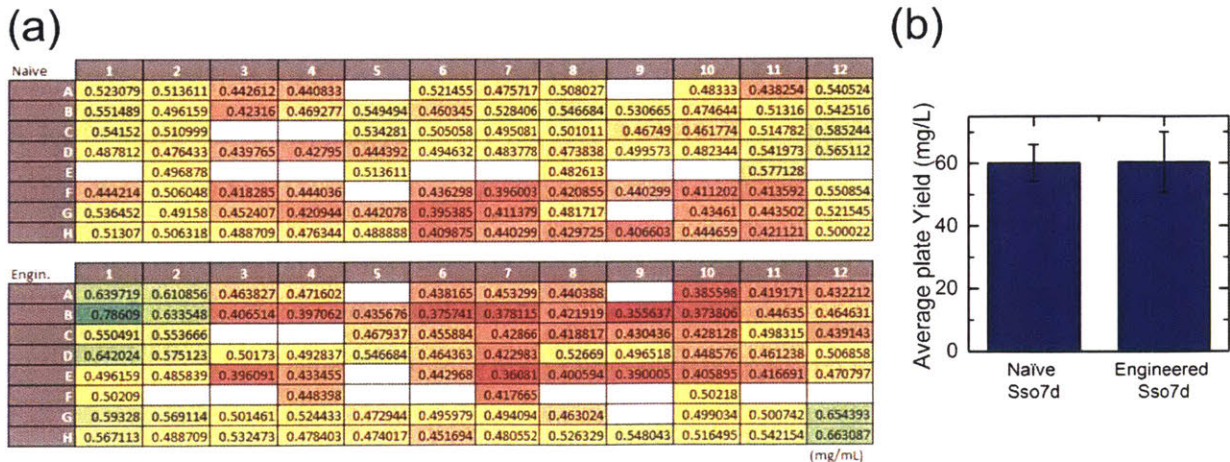 (a)
Naive 1 2 3 4 5 6 7 8 9 10 11 12
A 0.523079 0.513611 0.442612 0.440833 0.521455 0.475717 0.508027 0.48333 0.438254 0.540524
B 0.551489 0.496159 0.42316 0.469277 0.549494 0.460345 0.528406 0.546684 0.530665 0.474644 0.51316 0.542516
C 0.54152 0.510999 0.534281 0.505058 0.495081 0.501011 0.46749 0.461774 0.514782 0.585244
D 0.487812 0.476433 0.439765 0.42795 0.444392 0.494632 0.483778 0.473838 0.499573 0.482344 0.541973 0.565112
E 0.496878 0.513611 0.482613 0.577128
F 0.444214 0.506048 0.418285 0.444036 0.436298 0.396003 0.420855 0.440299 0.411202 0.413592 0.550854
G 0.536452 0.49158 0.452407 0.420944 0.442078 0.395385 0.411379 0.481717 0.43461 0.443502 0.521545
H 0.51307 0.506318 0.488709 0.476344 0.488888 0.409875 0.440299 0.429725 0.406603 0.444659 0.421121 0.500022
Engin. 1 2 3 4 5 6 7 8 9 10 11 12
A 0.639719 0.610856 0.463827 0.471602 0.438165 0.453299 0.440388 0.385598 0.419171 0.432212
B 0.78609 0.633548 0.406514 0.397062 0.435676 0.375741 0.378115 0.421919 0.355637 0.373806 0.44635 0.464631
C 0.550491 0.553666 0.467937 0.455884 0.42866 0.418817 0.430436 0.428128 0.498315 0.439143
D 0.642024 0.575123 0.50173 0.492837 0.546684 0.464363 0.422983 0.52669 0.496518 0.448576 0.461238 0.506858
E 0.496159 0.485839 0.396091 0.433455 0.442968 0.36081 0.400594 0.390005 0.405895 0.416691 0.470797
F 0.50209 0.448398 0.417665 0.50218
G 0.59328 0.569114 0.501461 0.524433 0.472944 0.495979 0.494094 0.463024 0.499034 0.500742 0.654393
H 0.567113 0.488709 0.532473 0.478403 0.474017 0.451694 0.480552 0.526329 0.548043 0.516495 0.542154 0.663087
(mg/mL)
(b)
Average plate Yield (mg/L)
60
40
20
0
Naïve
Sso7d
Engineered
Sso7d